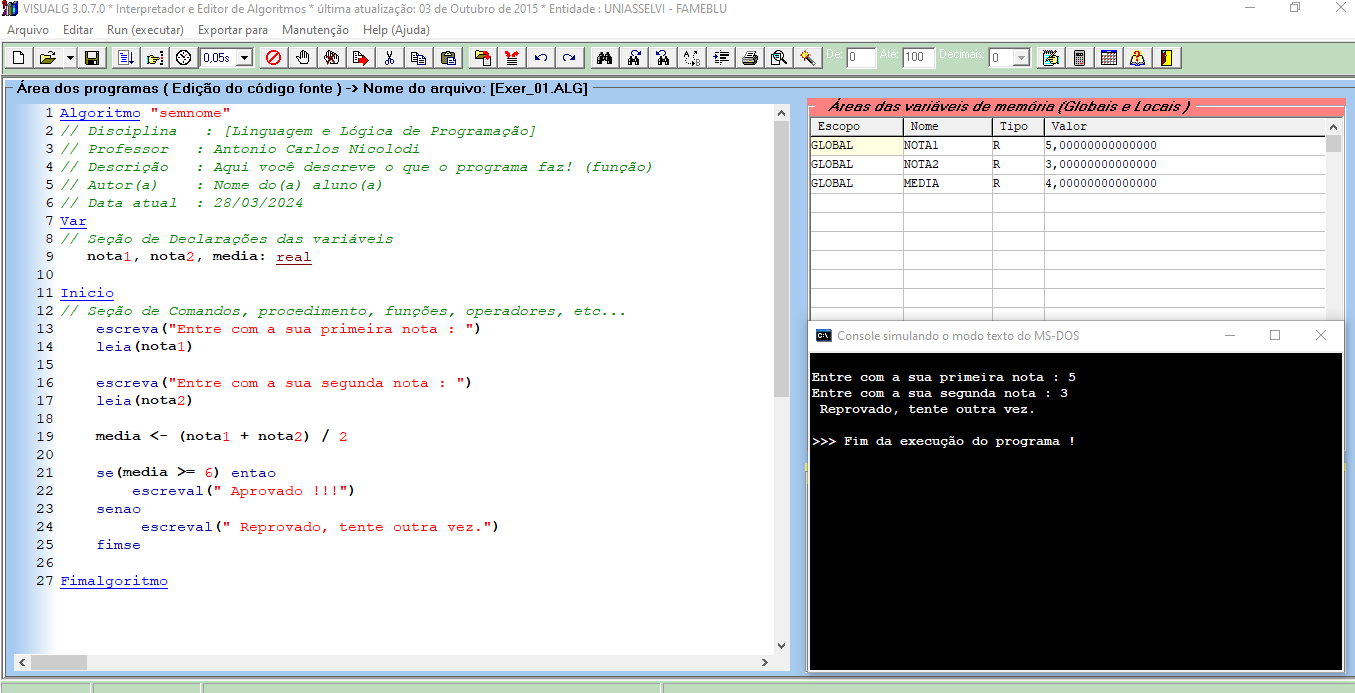 VISUALG 3.0.7.0 * Interpretador e Editor de Algoritmos * última atualização: 03 de Outubro de 2015 * Entidade : UNIASSELVI - FAMEBLU
Arquivo Editar Run (executar) Exportar para Manutenção Help (Ajuda)
0,05s De: 0 Até: 100 Decimais: 0
Área dos programas ( Edição do código fonte ) -> Nome do arquivo: [Exer_01.ALG]
1 Algoritmo "semnome"
2 // Disciplina : [Linguagem e Lógica de Programação]
3 // Professor : Antonio Carlos Nicolodi
4 // Descrição : Aqui você descreve o que o programa faz! (função)
5 // Autor(a) : Nome do(a) aluno(a)
6 // Data atual : 28/03/2024
7 Var
8 // Seção de Declarações das variáveis
9 nota1, nota2, media: real
10
11 Inicio
12 // Seção de Comandos, procedimento, funções, operadores, etc...
13 escreva("Entre com a sua primeira nota : ")
14 leia(nota1)
15
16 escreva("Entre com a sua segunda nota : ")
17 leia(nota2)
18
19 media <- (nota1 + nota2) / 2
20
21 se(media >= 6) entao
22 escreval(" Aprovado !!!")
23 senao
24 escreval(" Reprovado, tente outra vez.")
25 fimse
26
27 Fimalgoritmo
Áreas das variáveis de memória (Globais e Locais )
Escopo Nome Tipo Valor
GLOBAL NOTA1 R 5,00000000000000
GLOBAL NOTA2 R 3,00000000000000
GLOBAL MEDIA R 4,00000000000000
Console simulando o modo texto do MS-DOS
Entre com a sua primeira nota : 5
Entre com a sua segunda nota : 3
Reprovado, tente outra vez.
>>> Fim da execução do programa !